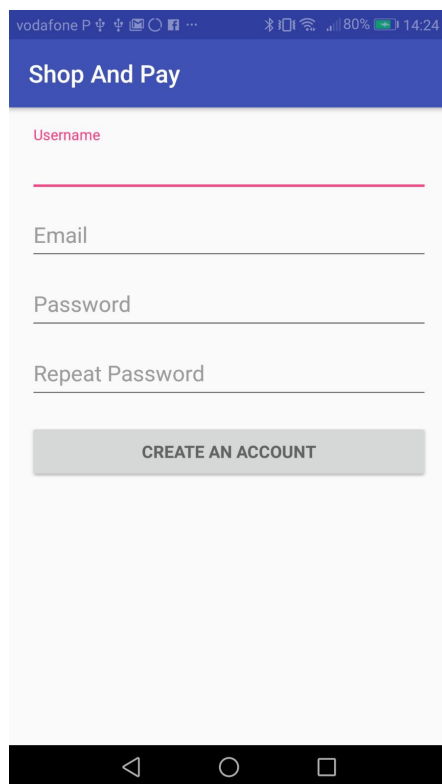 vodafone P ... 80% 14:24
Shop And Pay
Username
Email
Password
Repeat Password
CREATE AN ACCOUNT